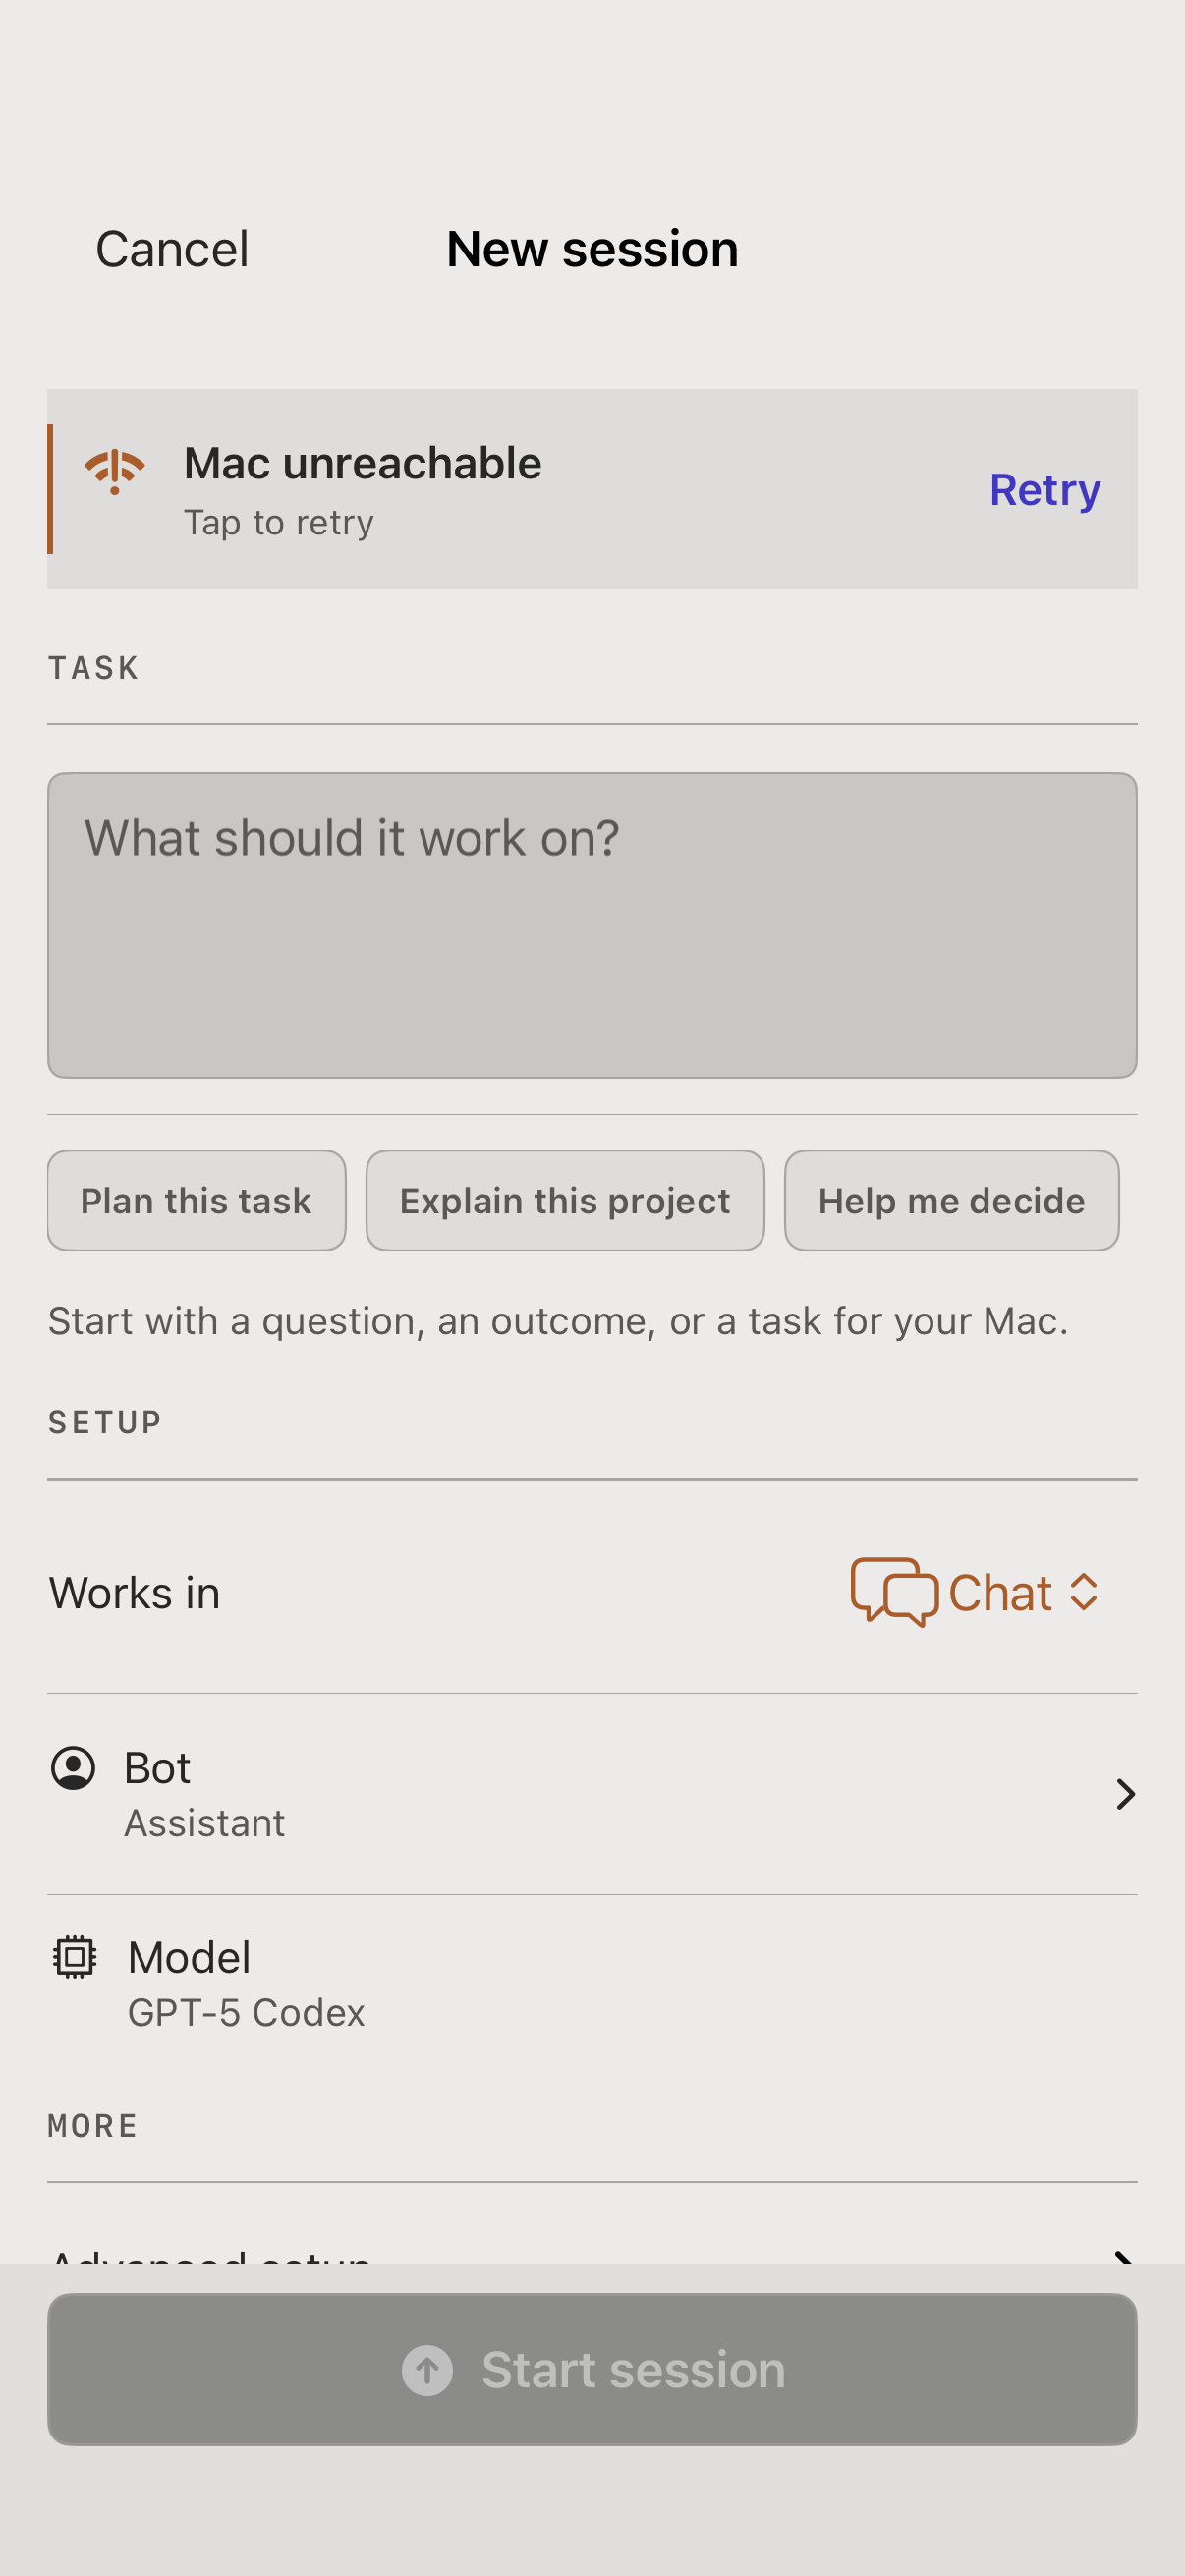 Cancel
New session
Mac unreachable
Tap to retry
Retry
TASK
What should it work on?
Plan this task
Explain this project
Help me decide
Start with a question, an outcome, or a task for your Mac.
SETUP
Works in
Chat
Bot
Assistant
Model
GPT-5 Codex
MORE
Advanced setup
Start session